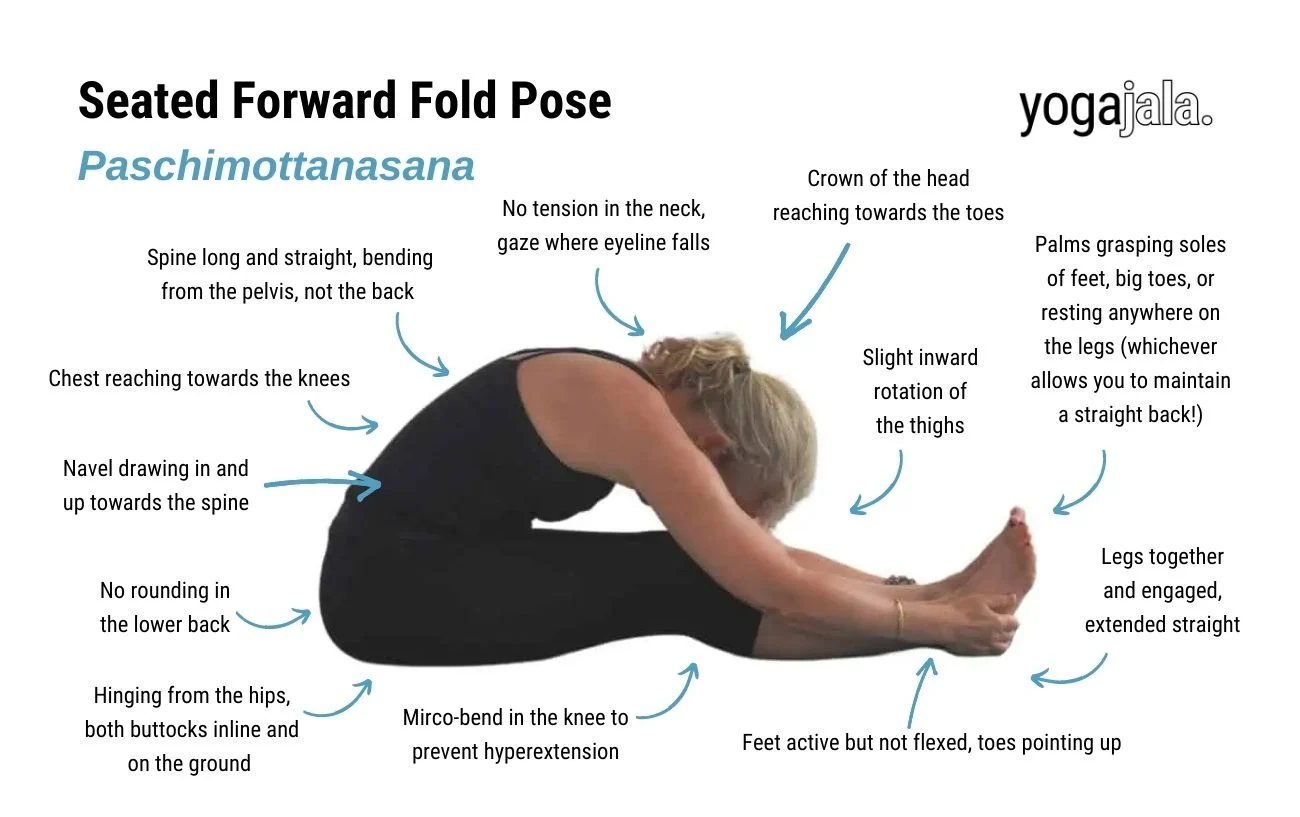 Seated Forward Fold Pose
Paschimottanasana
yogajala.
Crown of the head
reaching towards the toes
No tension in the neck,
gaze where eyeline falls
Spine long and straight, bending
from the pelvis, not the back
Palms grasping soles
of feet, big toes, or
resting anywhere on
the legs (whichever
allows you to maintain
a straight back!)
Slight inward
rotation of
the thighs
Chest reaching towards the knees
Navel drawing in and
up towards the spine
Legs together
and engaged,
extended straight
No rounding in
the lower back
Hinging from the hips,
both buttocks inline and
on the ground
Mirco-bend in the knee to
prevent hyperextension
Feet active but not flexed, toes pointing up